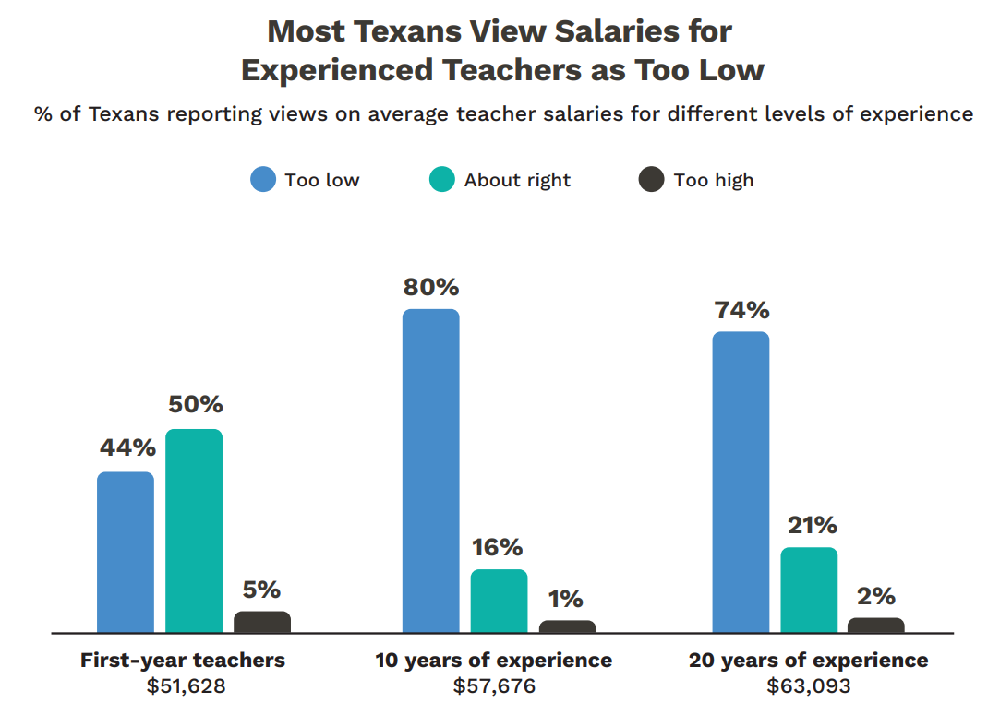 Most Texans View Salaries for
Experienced Teachers as Too Low
% of Texans reporting views on average teacher salaries for different levels of experience
Too low
About right
Too high
44%
50%
5%
80%
16%
1%
74%
21%
2%
First-year teachers
$51,628
10 years of experience
$57,676
20 years of experience
$63,093